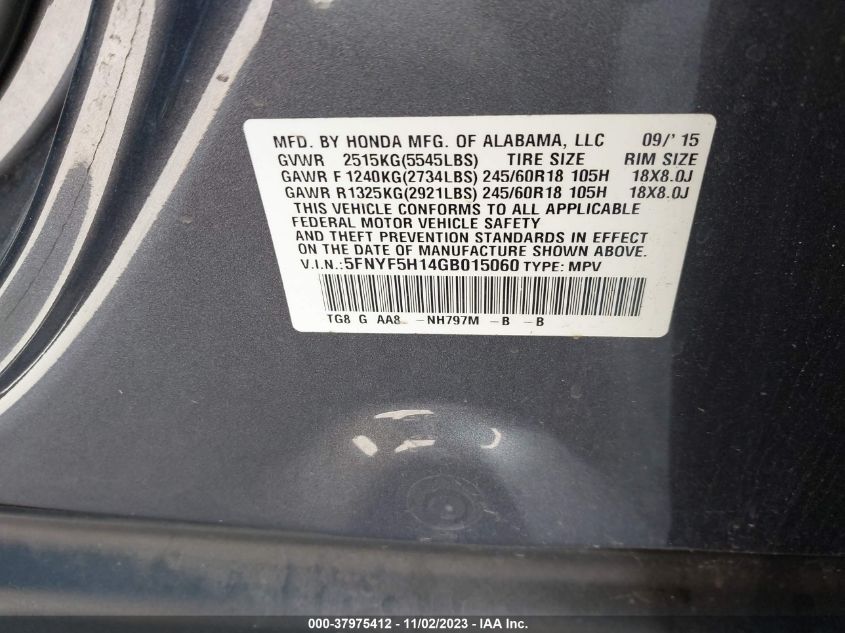 MFD. BY HONDA MFG. OF ALABAMA, LLC 09/' 15
GVWR 2515KG(5545LBS) TIRE SIZE RIM SIZE
GAWR F 1240KG(2734LBS) 245/60R18 105H 18X8.0J
GAWR R1325KG(2921LBS) 245/60R18 105H 18X8.0J
THIS VEHICLE CONFORMS TO ALL APPLICABLE
FEDERAL MOTOR VEHICLE SAFETY
AND THEFT PREVENTION STANDARDS IN EFFECT
ON THE DATE OF MANUFACTURE SHOWN ABOVE.
V.I.N.:5FNYF5H14GB015060 TYPE: MPV
TG8 G AA8 -NH797M -B -B
000-37975412 - 11/02/2023 - IAA Inc.